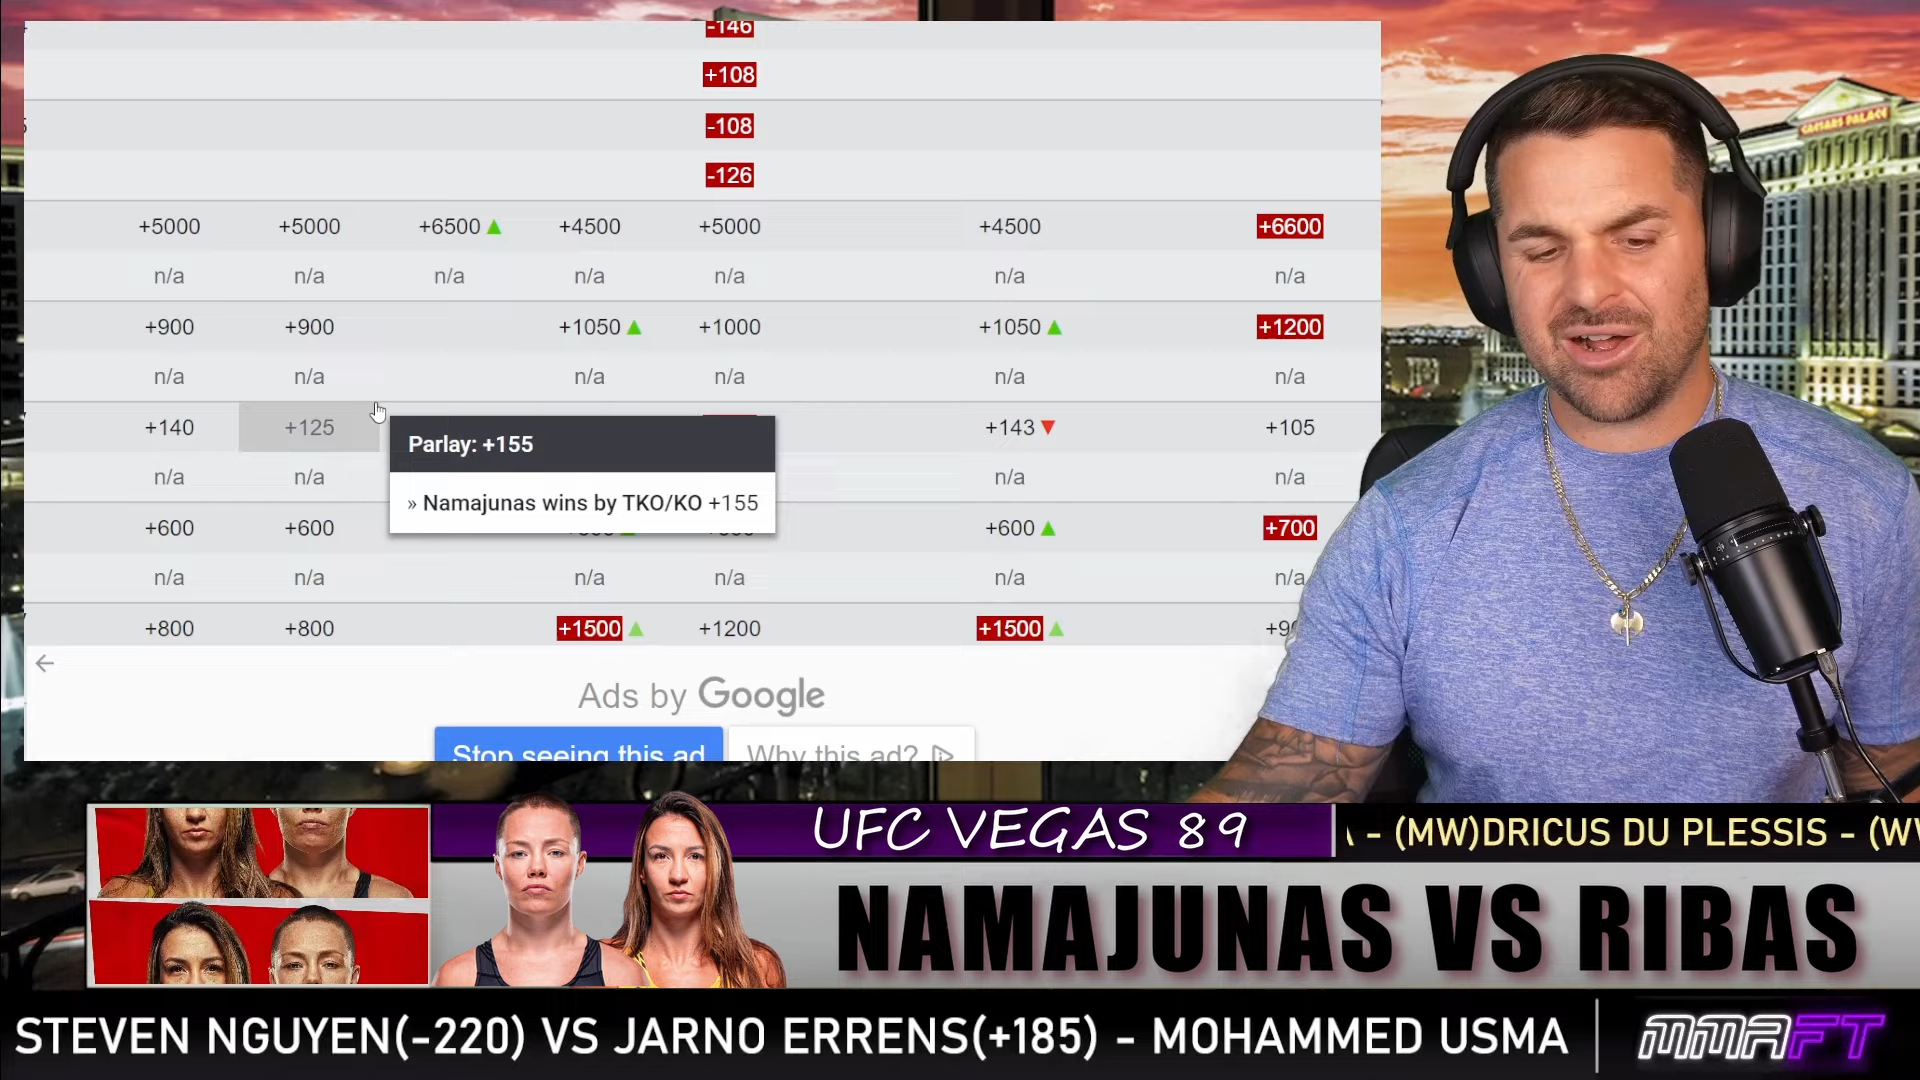 -146
+108
-108
-126
+5000 +5000 +6500 +4500 +5000 +4500 +6600
n/a n/a n/a n/a n/a n/a n/a
+900 +900 +1050 +1000 +1050 +1200
n/a n/a n/a n/a n/a n/a
+140 +125 +143 +105
Parlay: +155
n/a n/a n/a n/a
» Namajunas wins by TKO/KO +155
+600 +600 +600 +700
n/a n/a n/a n/a n/a n/a
+800 +800 +1500 +1200 +1500
Ads by Google
Stop seeing this ad Why this ad?
CAESARS PALACE
UFC VEGAS 89
- (MW)DRICUS DU PLESSIS - (W
NAMAJUNAS VS RIBAS
STEVEN NGUYEN(-220) VS JARNO ERRENS(+185) - MOHAMMED USMA
MMAFT